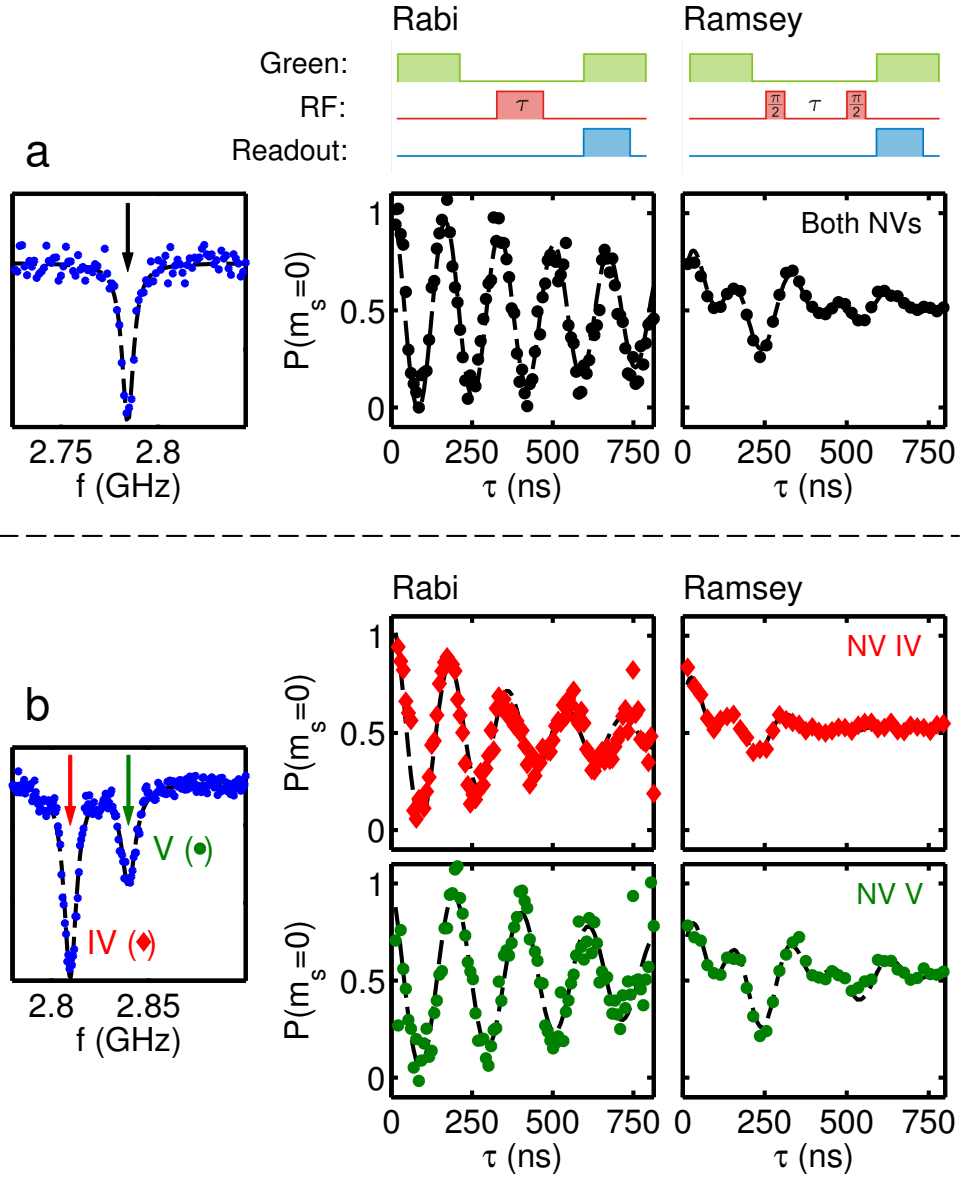 Rabi
Ramsey
Green:
RF:
τ
π/2 τ π/2
Readout:
a
P(m_s=0)
1
0.5
0
Both NVs
2.75 2.8
f (GHz)
0 250 500 750
τ (ns)
0 250 500 750
τ (ns)
Rabi
Ramsey
b
P(m_s=0)
1
0.5
0
NV IV
V (•)
IV (♦)
2.8 2.85
f (GHz)
P(m_s=0)
1
0.5
0
NV V
0 250 500 750
τ (ns)
0 250 500 750
τ (ns)